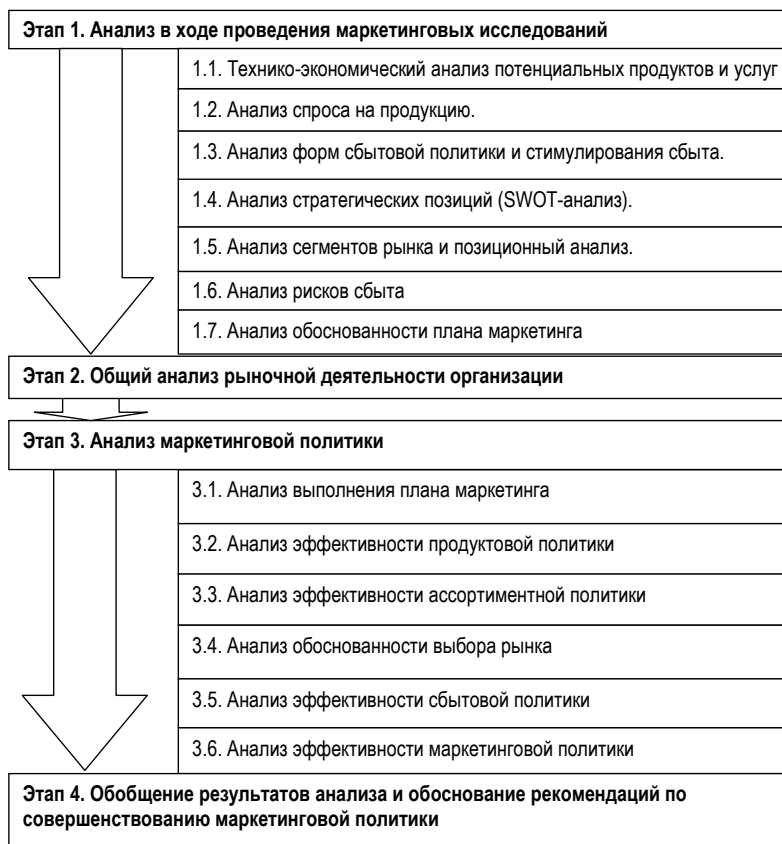 Этап 1. Анализ в ходе проведения маркетинговых исследований
1.1. Технико-экономический анализ потенциальных продуктов и услуг
1.2. Анализ спроса на продукцию.
1.3. Анализ форм сбытовой политики и стимулирования сбыта.
1.4. Анализ стратегических позиций (SWOT-анализ).
1.5. Анализ сегментов рынка и позиционный анализ.
1.6. Анализ рисков сбыта
1.7. Анализ обоснованности плана маркетинга
Этап 2. Общий анализ рыночной деятельности организации
Этап 3. Анализ маркетинговой политики
3.1. Анализ выполнения плана маркетинга
3.2. Анализ эффективности продуктовой политики
3.3. Анализ эффективности ассортиментной политики
3.4. Анализ обоснованности выбора рынка
3.5. Анализ эффективности сбытовой политики
3.6. Анализ эффективности маркетинговой политики
Этап 4. Обобщение результатов анализа и обоснование рекомендаций по
совершенствованию маркетинговой политики